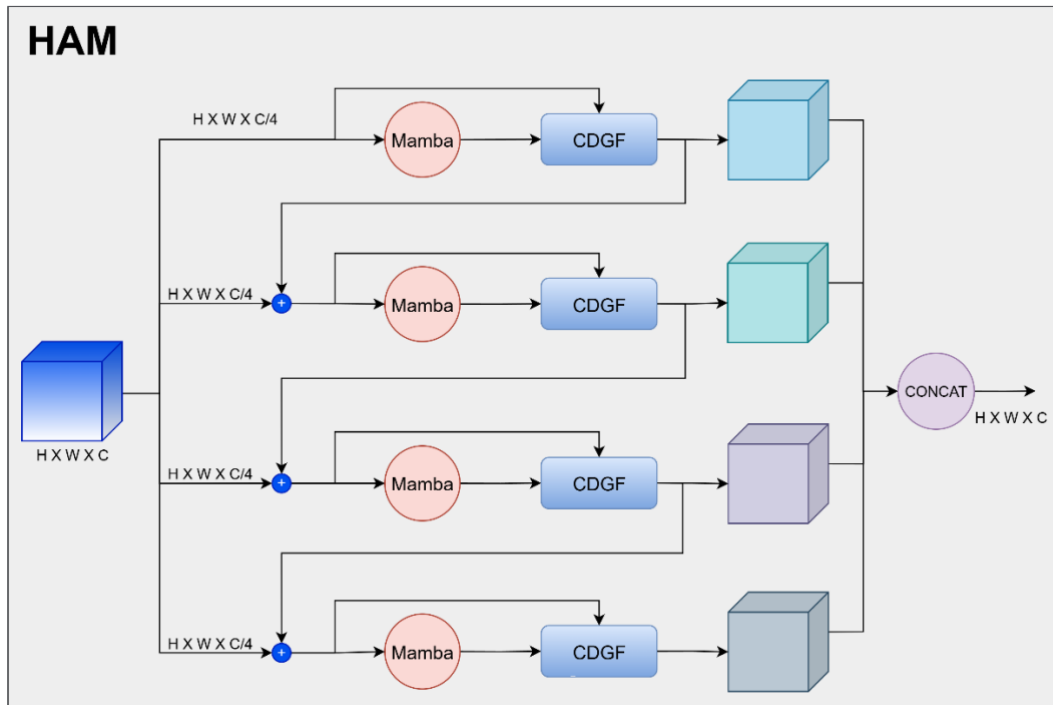 HAM
H X W X C/4
Mamba
CDGF
H X W X C/4
+
Mamba
CDGF
H X W X C
CONCAT
H X W X C
H X W X C/4
+
Mamba
CDGF
H X W X C/4
+
Mamba
CDGF